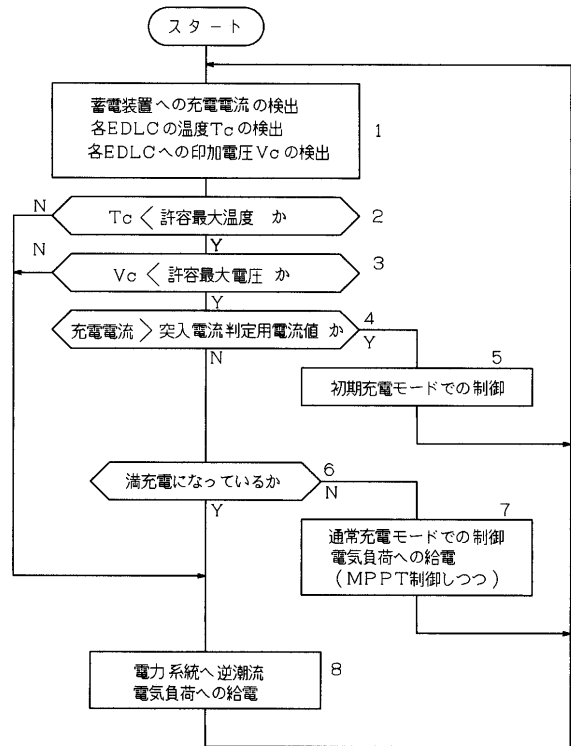 スタート
蓄電装置への充電電流の検出
各EDLCの温度Tcの検出
各EDLCへの印加電圧Vcの検出
1
N
Tc < 許容最大温度 か
2
Y
N
Vc < 許容最大電圧 か
3
Y
充電電流 > 突入電流判定用電流値 か
4
Y
N
5
初期充電モードでの制御
満充電になっているか
6
N
Y
7
通常充電モードでの制御
電気負荷への給電
(MPPT制御しつつ)
電力系統へ逆潮流
電気負荷への給電
8